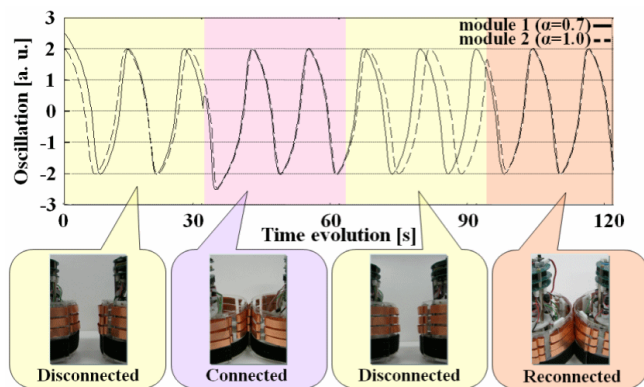 3
2
1
0
-1
-2
-3
Oscillation [a. u.]
module 1 (α=0.7)
module 2 (α=1.0)
0 30 60 90 120
Time evolution [s]
Disconnected Connected Disconnected Reconnected